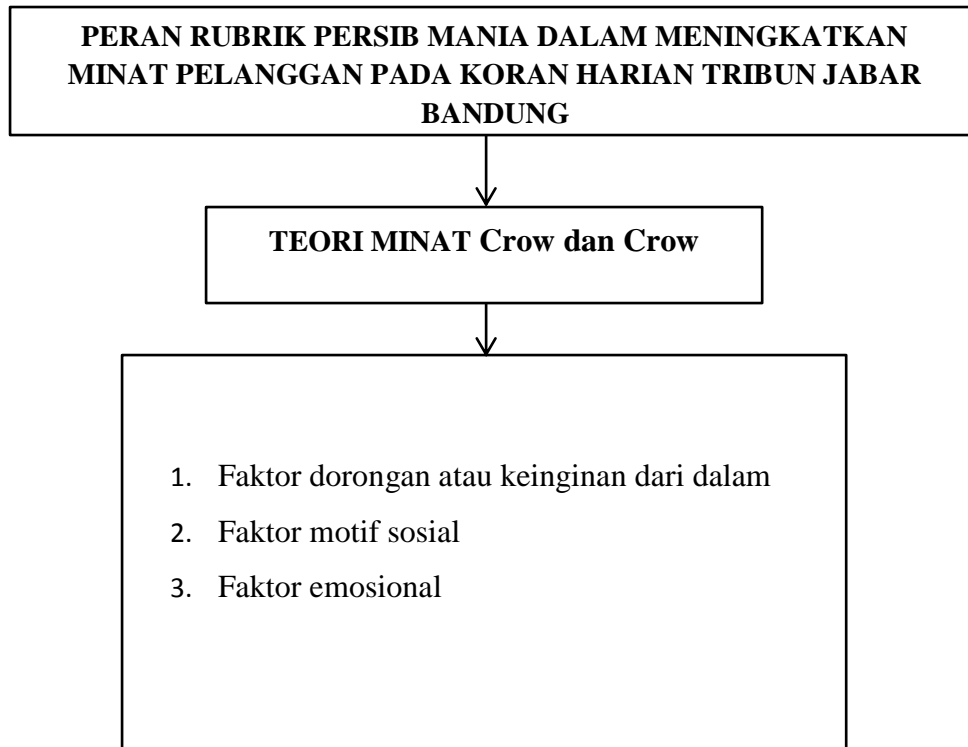 PERAN RUBRIK PERSIB MANIA DALAM MENINGKATKAN
MINAT PELANGGAN PADA KORAN HARIAN TRIBUN JABAR
BANDUNG
TEORI MINAT Crow dan Crow
1. Faktor dorongan atau keinginan dari dalam
2. Faktor motif sosial
3. Faktor emosional